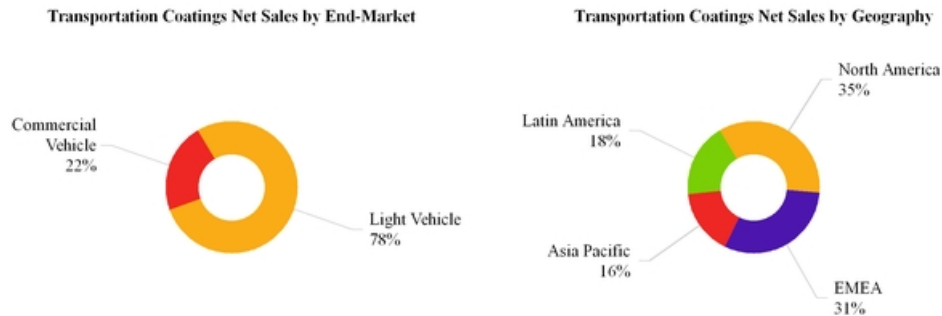 Transportation Coatings Net Sales by End-Market
Commercial
Vehicle
22%
Light Vehicle
78%
Transportation Coatings Net Sales by Geography
North America
35%
Latin America
18%
Asia Pacific
16%
EMEA
31%